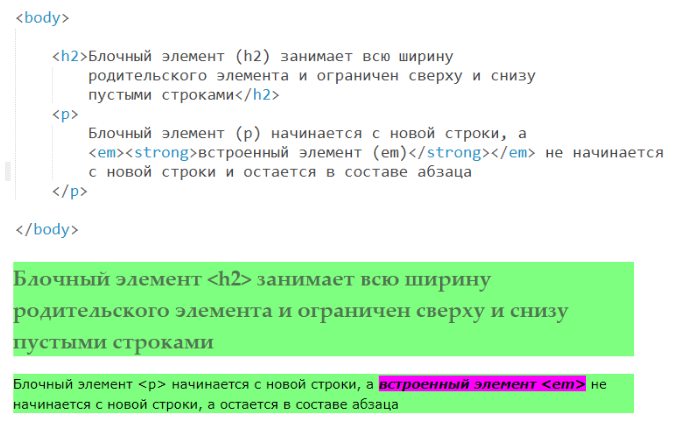 <body>
<h2>Блочный элемент (h2) занимает всю ширину
родительского элемента и ограничен сверху и снизу
пустыми строками</h2>
<p>
Блочный элемент (p) начинается с новой строки, а
<em><strong>встроенный элемент (em)</strong></em> не начинается
с новой строки и остается в составе абзаца
</p>
</body>
Блочный элемент <h2> занимает всю ширину
родительского элемента и ограничен сверху и снизу
пустыми строками
Блочный элемент <p> начинается с новой строки, а встроенный элемент <em> не
начинается с новой строки, а остается в составе абзаца